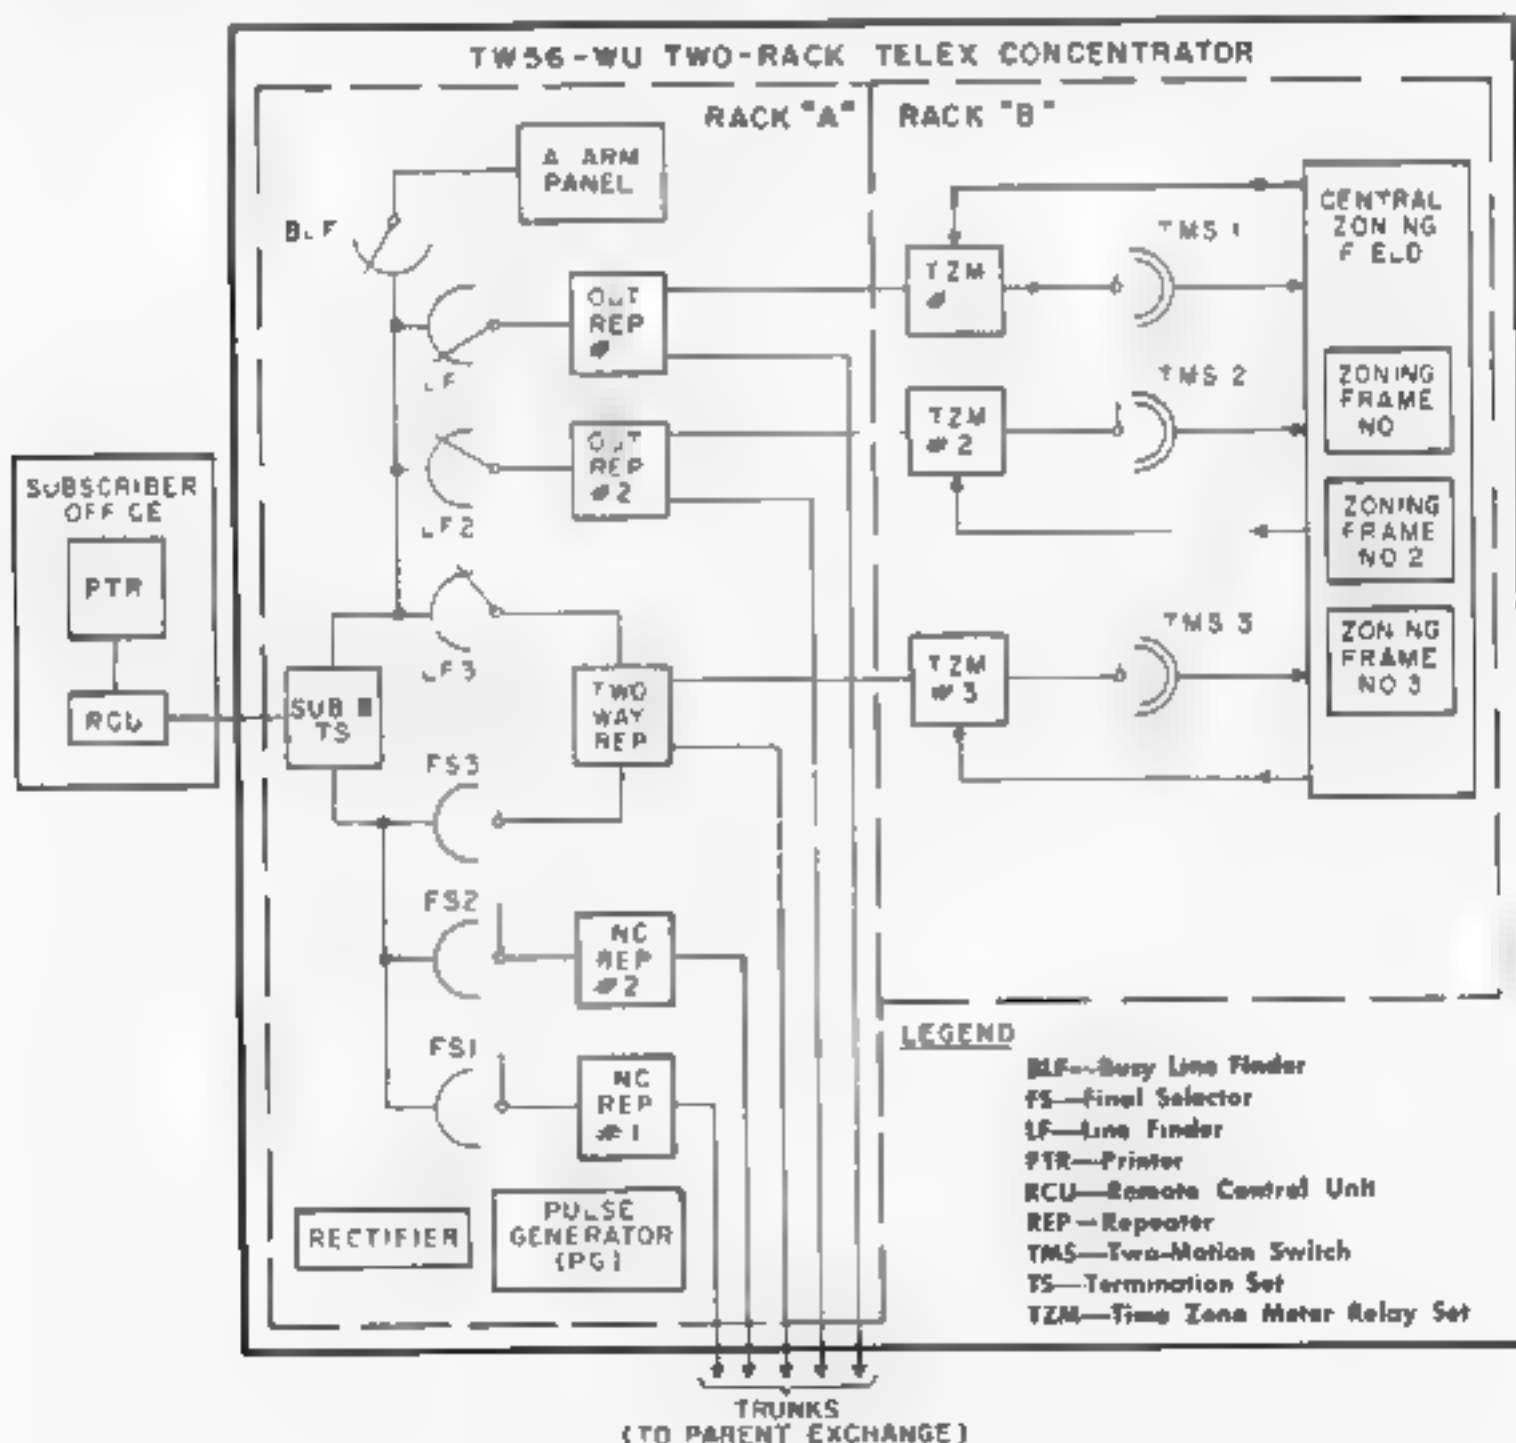 TW56-WU TWO-RACK TELEX CONCENTRATOR
RACK "A"
RACK "B"
A ARM
PANEL
BLF
OUT
REP
#
LF
OUT
REP
#2
LF2
LF3
TWO
WAY
REP
SUBSCRIBER
OFFICE
PTR
RCU
SUB
TS
FS3
FS2
NC
REP
#2
FS1
NC
REP
#1
RECTIFIER
PULSE
GENERATOR
(PG)
TZM
#
TMS 1
TZM
#2
TMS 2
TZM
#3
TMS 3
CENTRAL
ZONING
FIELD
ZONING
FRAME
NO
ZONING
FRAME
NO 2
ZONING
FRAME
NO 3
LEGEND
BLF—Busy Line Finder
FS—Final Selector
LF—Line Finder
PTR—Printer
RCU—Remote Control Unit
REP—Repeater
TMS—Two-Motion Switch
TS—Termination Set
TZM—Time Zone Meter Relay Set
TRUNKS
(TO PARENT EXCHANGE)